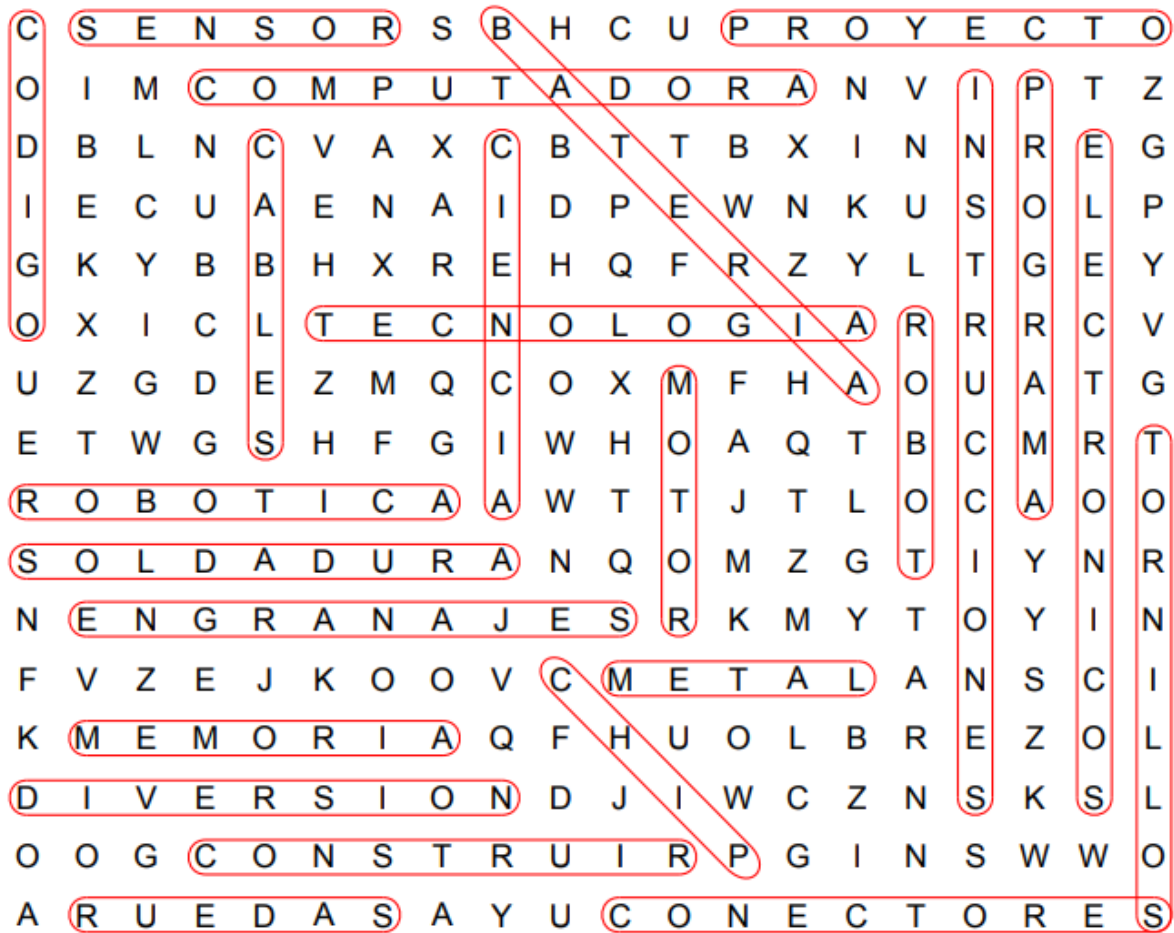 C S E N S O R S B H C U P R O Y E C T O
O I M C O M P U T A D O R A N V I P T Z
D B L N C V A X C B T T B X I N N R E G
I E C U A E N A I D P E W N K U S O L P
G K Y B B H X R E H Q F R Z Y L T G E Y
O X I C L T E C N O L O G I A R R R C V
U Z G D E Z M Q C O X M F H A O U A T G
E T W G S H F G I W H O A Q T B C M R T
R O B O T I C A A W T T J T L O C A O O
S O L D A D U R A N Q O M Z G T I Y N R
N E N G R A N A J E S R K M Y T O Y I N
F V Z E J K O O V C M E T A L A N S C I
K M E M O R I A Q F H U O L B R E Z O L
D I V E R S I O N D J I W C Z N S K S L
O O G C O N S T R U I R P G I N S W W O
A R U E D A S A Y U C O N E C T O R E S